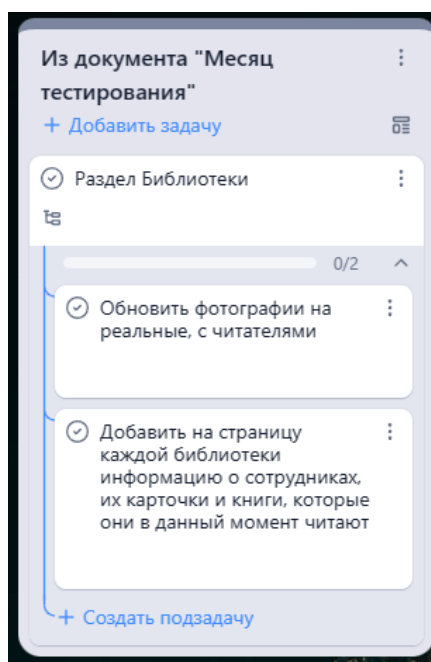 Из документа "Месяц
тестирования"
+ Добавить задачу
Раздел Библиотеки
0/2
Обновить фотографии на
реальные, с читателями
Добавить на страницу
каждой библиотеки
информацию о сотрудниках,
их карточки и книги, которые
они в данный момент читают
+ Создать подзадачу